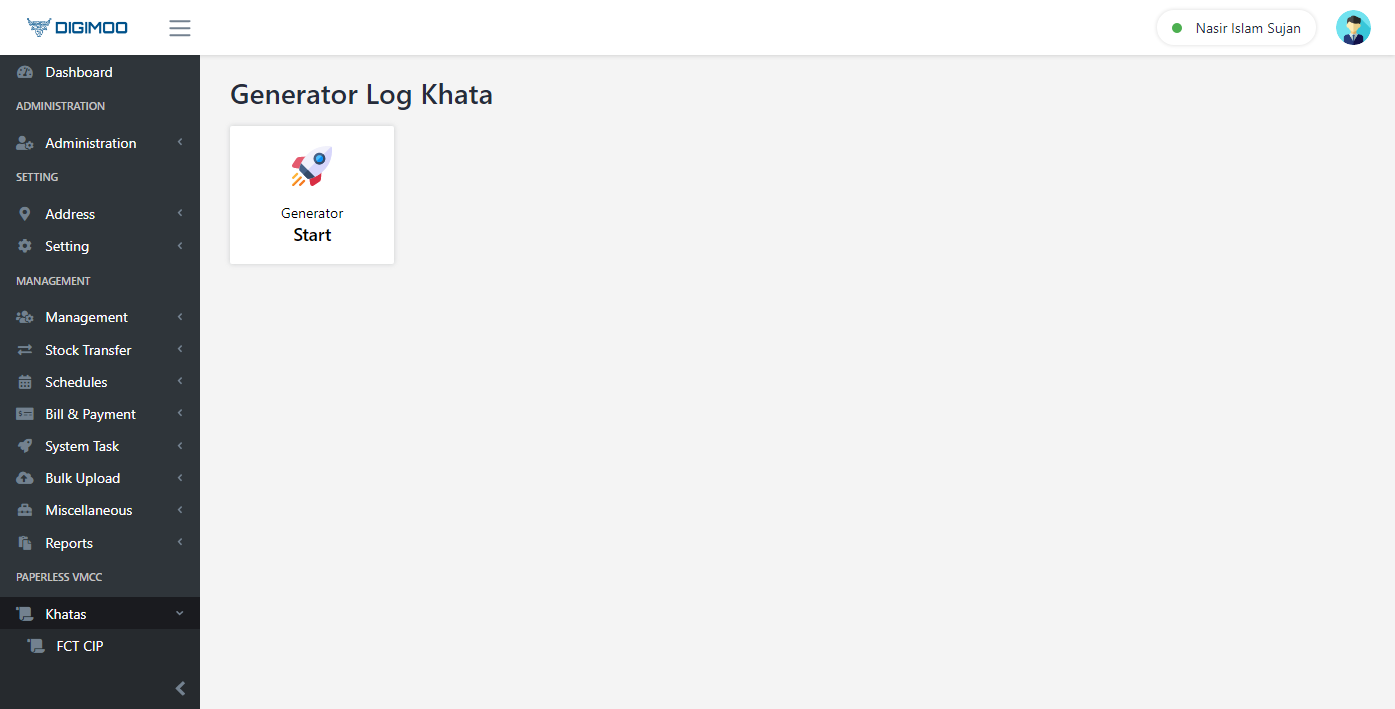 DIGIMOO
Nasir Islam Sujan
Dashboard
ADMINISTRATION
Administration
SETTING
Address
Setting
MANAGEMENT
Management
Stock Transfer
Schedules
Bill & Payment
System Task
Bulk Upload
Miscellaneous
Reports
PAPERLESS VMCC
Khatas
FCT CIP
Generator Log Khata
Generator
Start